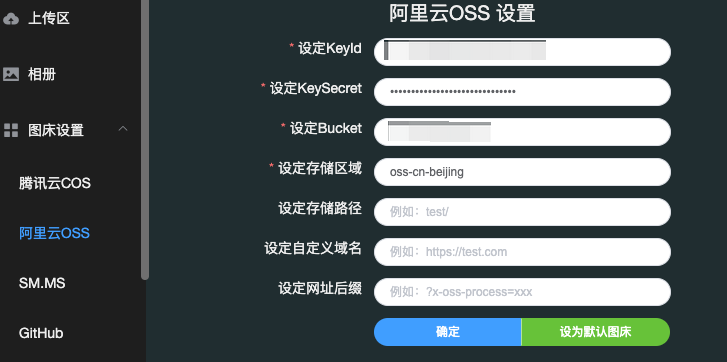 上传区
相册
图床设置
腾讯云COS
阿里云OSS
SM.MS
GitHub
阿里云OSS 设置
* 设定KeyId
* 设定KeySecret
••••••••••••••••••••••••••••••
* 设定Bucket
* 设定存储区域
oss-cn-beijing
设定存储路径
例如：test/
设定自定义域名
例如：https://test.com
设定网址后缀
例如：?x-oss-process=xxx
确定
设为默认图床